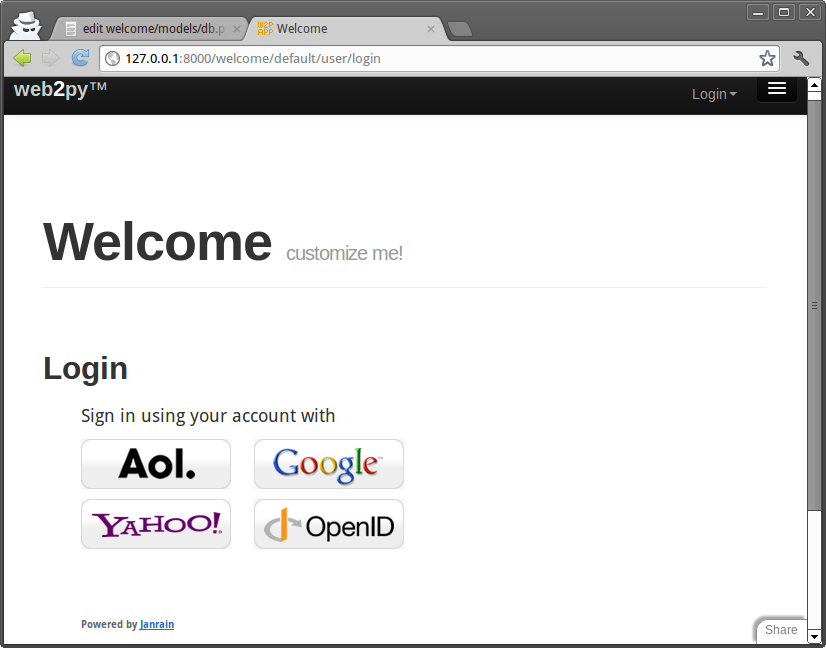 edit welcome/models/db.p
Welcome
127.0.0.1:8000/welcome/default/user/login
web2py™
Login
Welcome customize me!
Login
Sign in using your account with
Aol. Google™
YAHOO! OpenID
Powered by Janrain
Share